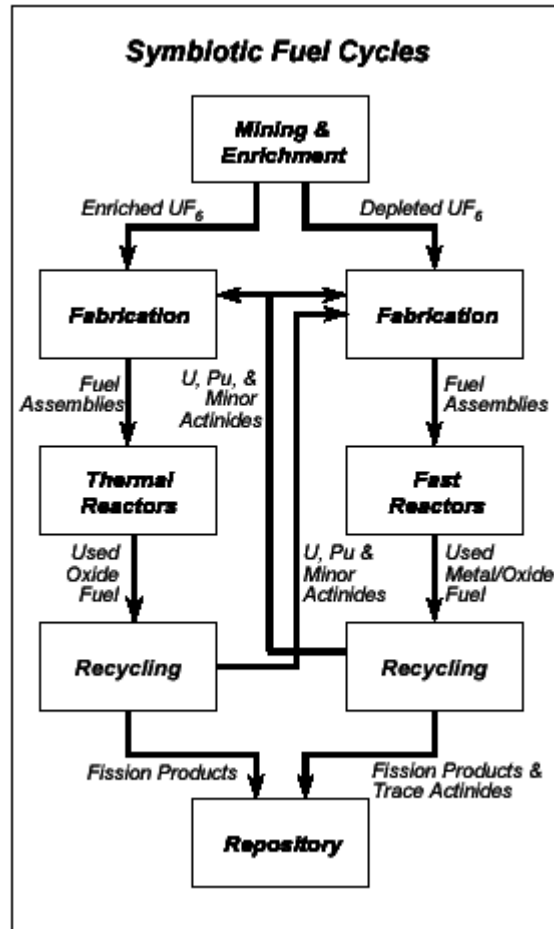 Symbiotic Fuel Cycles
Mining &
Enrichment
Enriched UF6
Depleted UF6
Fabrication
Fabrication
Fuel
Assemblies
U, Pu, &
Minor
Actinides
Fuel
Assemblies
Thermal
Reactors
Fast
Reactors
Used
Oxide
Fuel
U, Pu &
Minor
Actinides
Used
Metal/Oxide
Fuel
Recycling
Recycling
Fission Products
Fission Products &
Trace Actinides
Repository